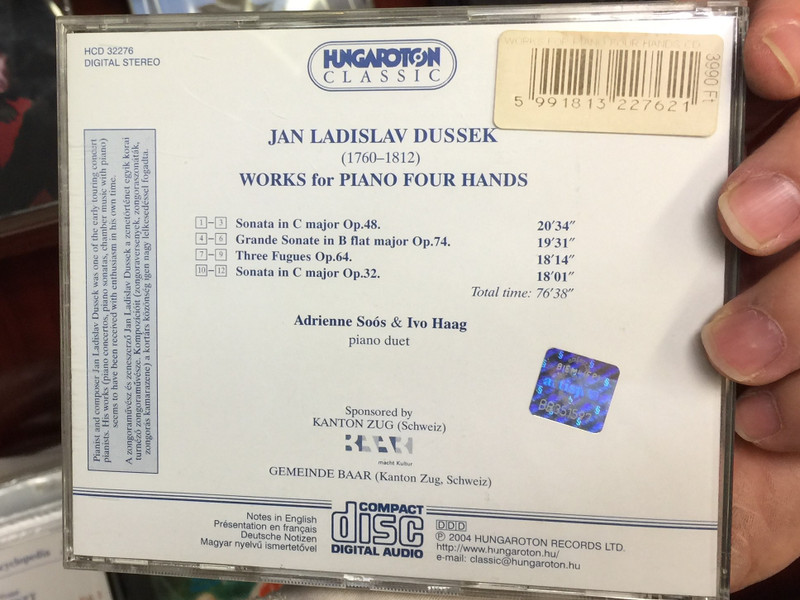 HCD 32276
DIGITAL STEREO
HUNGAROTON
CLASSIC
WORKS FOR PIANO FOUR HANDS CD
5 991813 227621
3990 Ft
JAN LADISLAV DUSSEK
(1760–1812)
WORKS for PIANO FOUR HANDS
1–3 Sonata in C major Op.48. 20'34"
4–6 Grande Sonate in B flat major Op.74. 19'31"
7–9 Three Fugues Op.64. 18'14"
10–12 Sonata in C major Op.32. 18'01"
Total time: 76'38"
Adrienne Soós & Ivo Haag
piano duet
Pianist and composer Jan Ladislav Dussek was one of the early touring concert
pianists. His works (piano concertos, piano sonatas, chamber music with piano)
seems to have been received with enthusiasm in his own time.
A zongoraművész és zeneszerző Jan Ladislav Dussek a zenetörténet egyik korai
turnézó zongoraművésze. Kompozícióit (zongoraversenyek, zongoraszonáták,
zongorás kamarazene) a kortárs közönség igen nagy lelkesedéssel fogadta.
Sponsored by
KANTON ZUG (Schweiz)
macht Kultur
GEMEINDE BAAR (Kanton Zug, Schweiz)
Notes in English
Présentation en français
Deutsche Notizen
Magyar nyelvű ismertetővel
COMPACT
disc
DIGITAL AUDIO
DDD
℗ 2004 HUNGAROTON RECORDS LTD.
http://www.hungaroton.hu/
e-mail: classic@hungaroton.hu